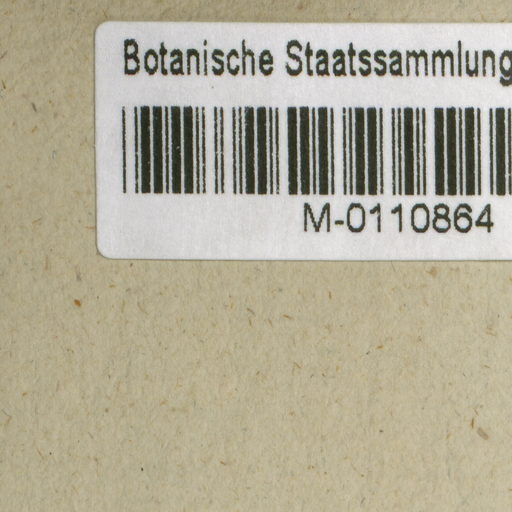 Botanische Staatssammlung
M-0110864